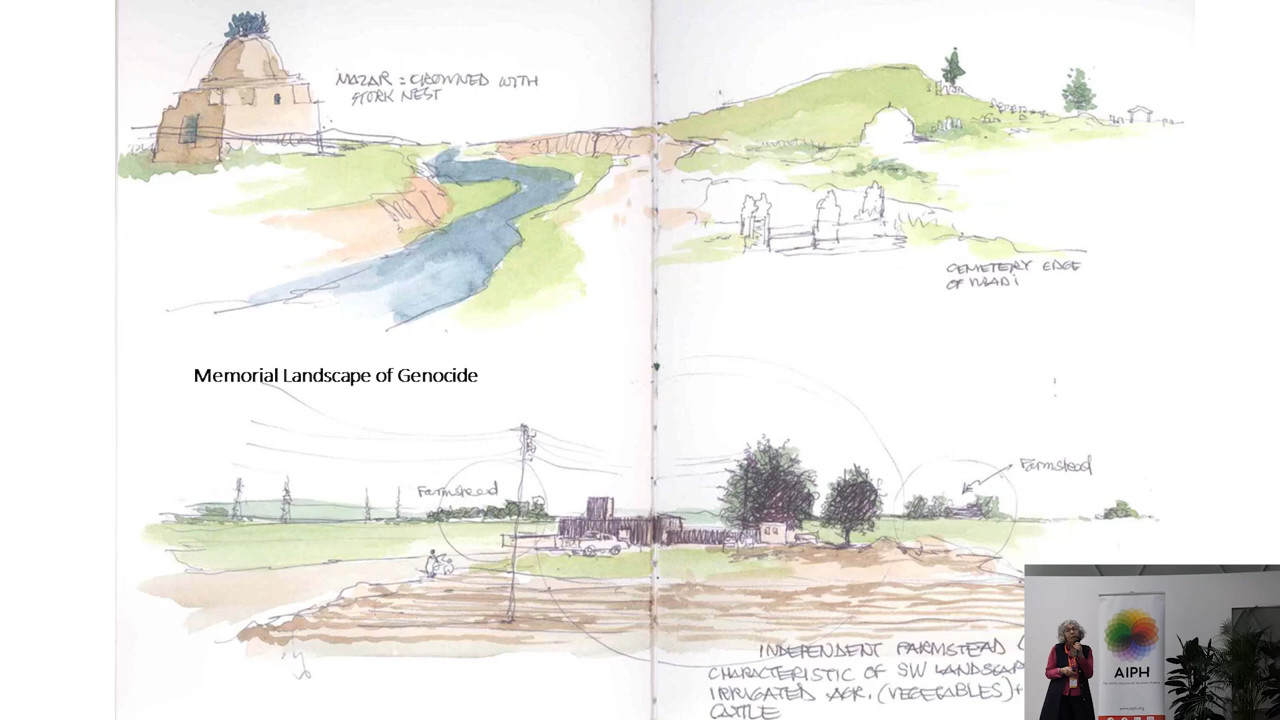 MAZAR : CROWNED WITH
STORK NEST
CEMETERY EDGE
OF WADI
Memorial Landscape of Genocide
Farmstead
Farmstead
INDEPENDENT FARMSTEAD (
CHARACTERISTIC OF SW LANDSCAP
IRRIGATED AGR. (VEGETABLES) +
CATTLE
AIPH